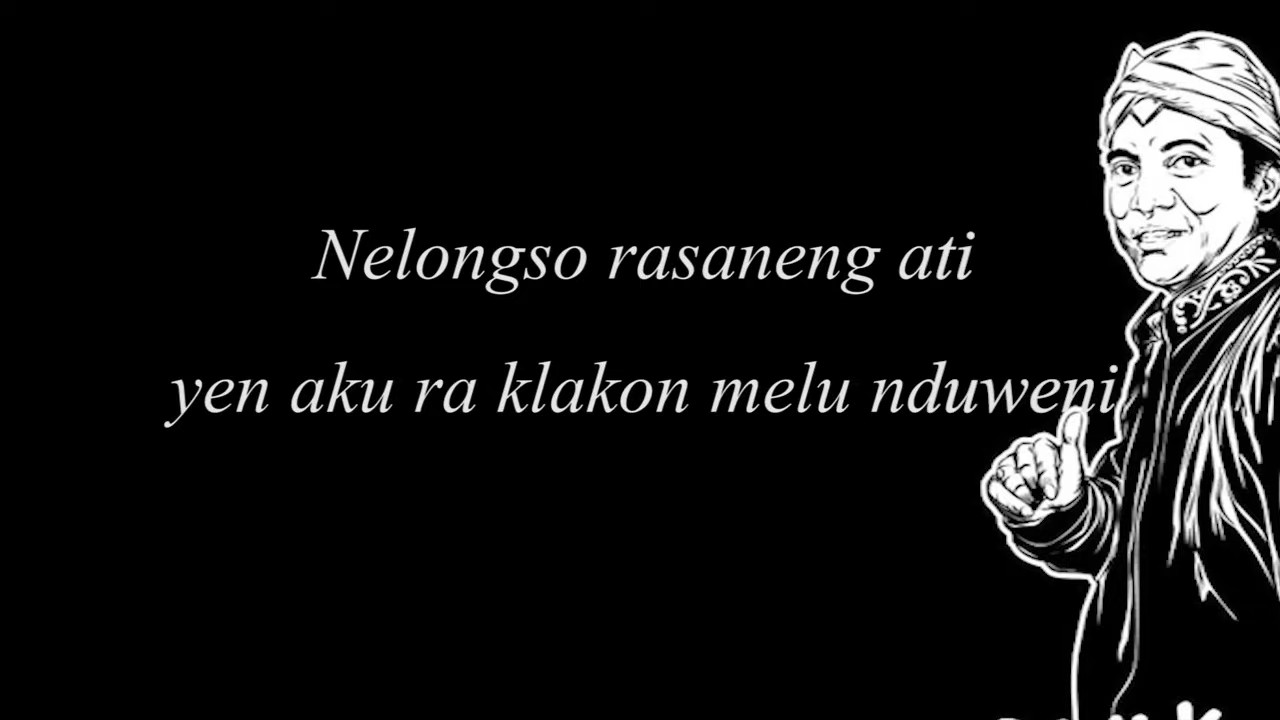 Nelongso rasaneng ati
yen aku ra klakon melu nduweni